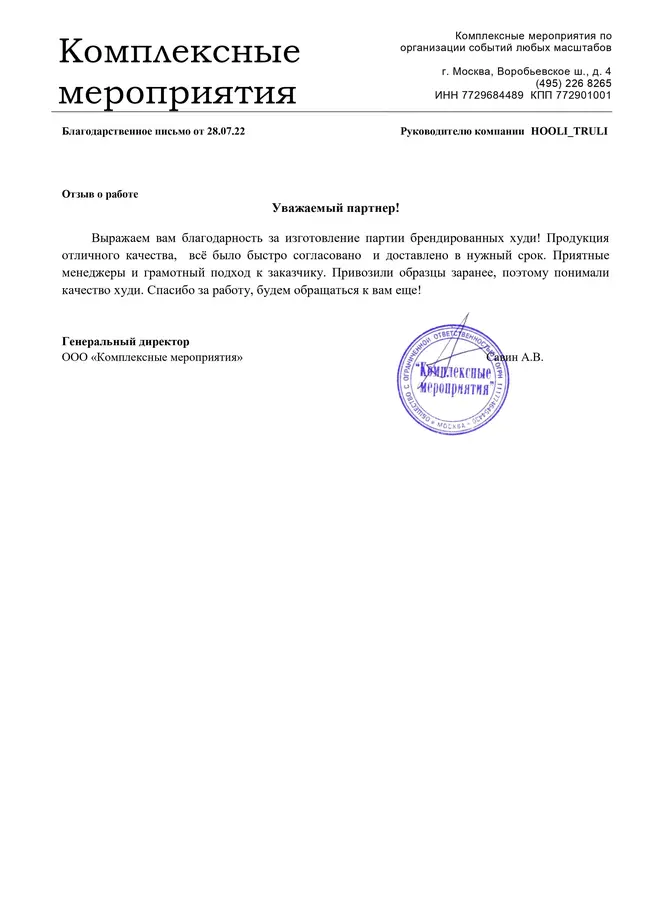 Комплексные
мероприятия
Комплексные мероприятия по
организации событий любых масштабов
г. Москва, Воробьевское ш., д. 4
(495) 226 8265
ИНН 7729684489 КПП 772901001
Благодарственное письмо от 28.07.22
Руководителю компании HOOLI_TRULI
Отзыв о работе
Уважаемый партнер!
Выражаем вам благодарность за изготовление партии брендированных худи! Продукция
отличного качества, всё было быстро согласовано и доставлено в нужный срок. Приятные
менеджеры и грамотный подход к заказчику. Привозили образцы заранее, поэтому понимали
качество худи. Спасибо за работу, будем обращаться к вам еще!
Генеральный директор
ООО «Комплексные мероприятия»
Савин А.В.
ОБЩЕСТВО С ОГРАНИЧЕННОЙ ОТВЕТСТВЕННОСТЬЮ ОГРН
"Комплексные
мероприятия"
МОСКВА